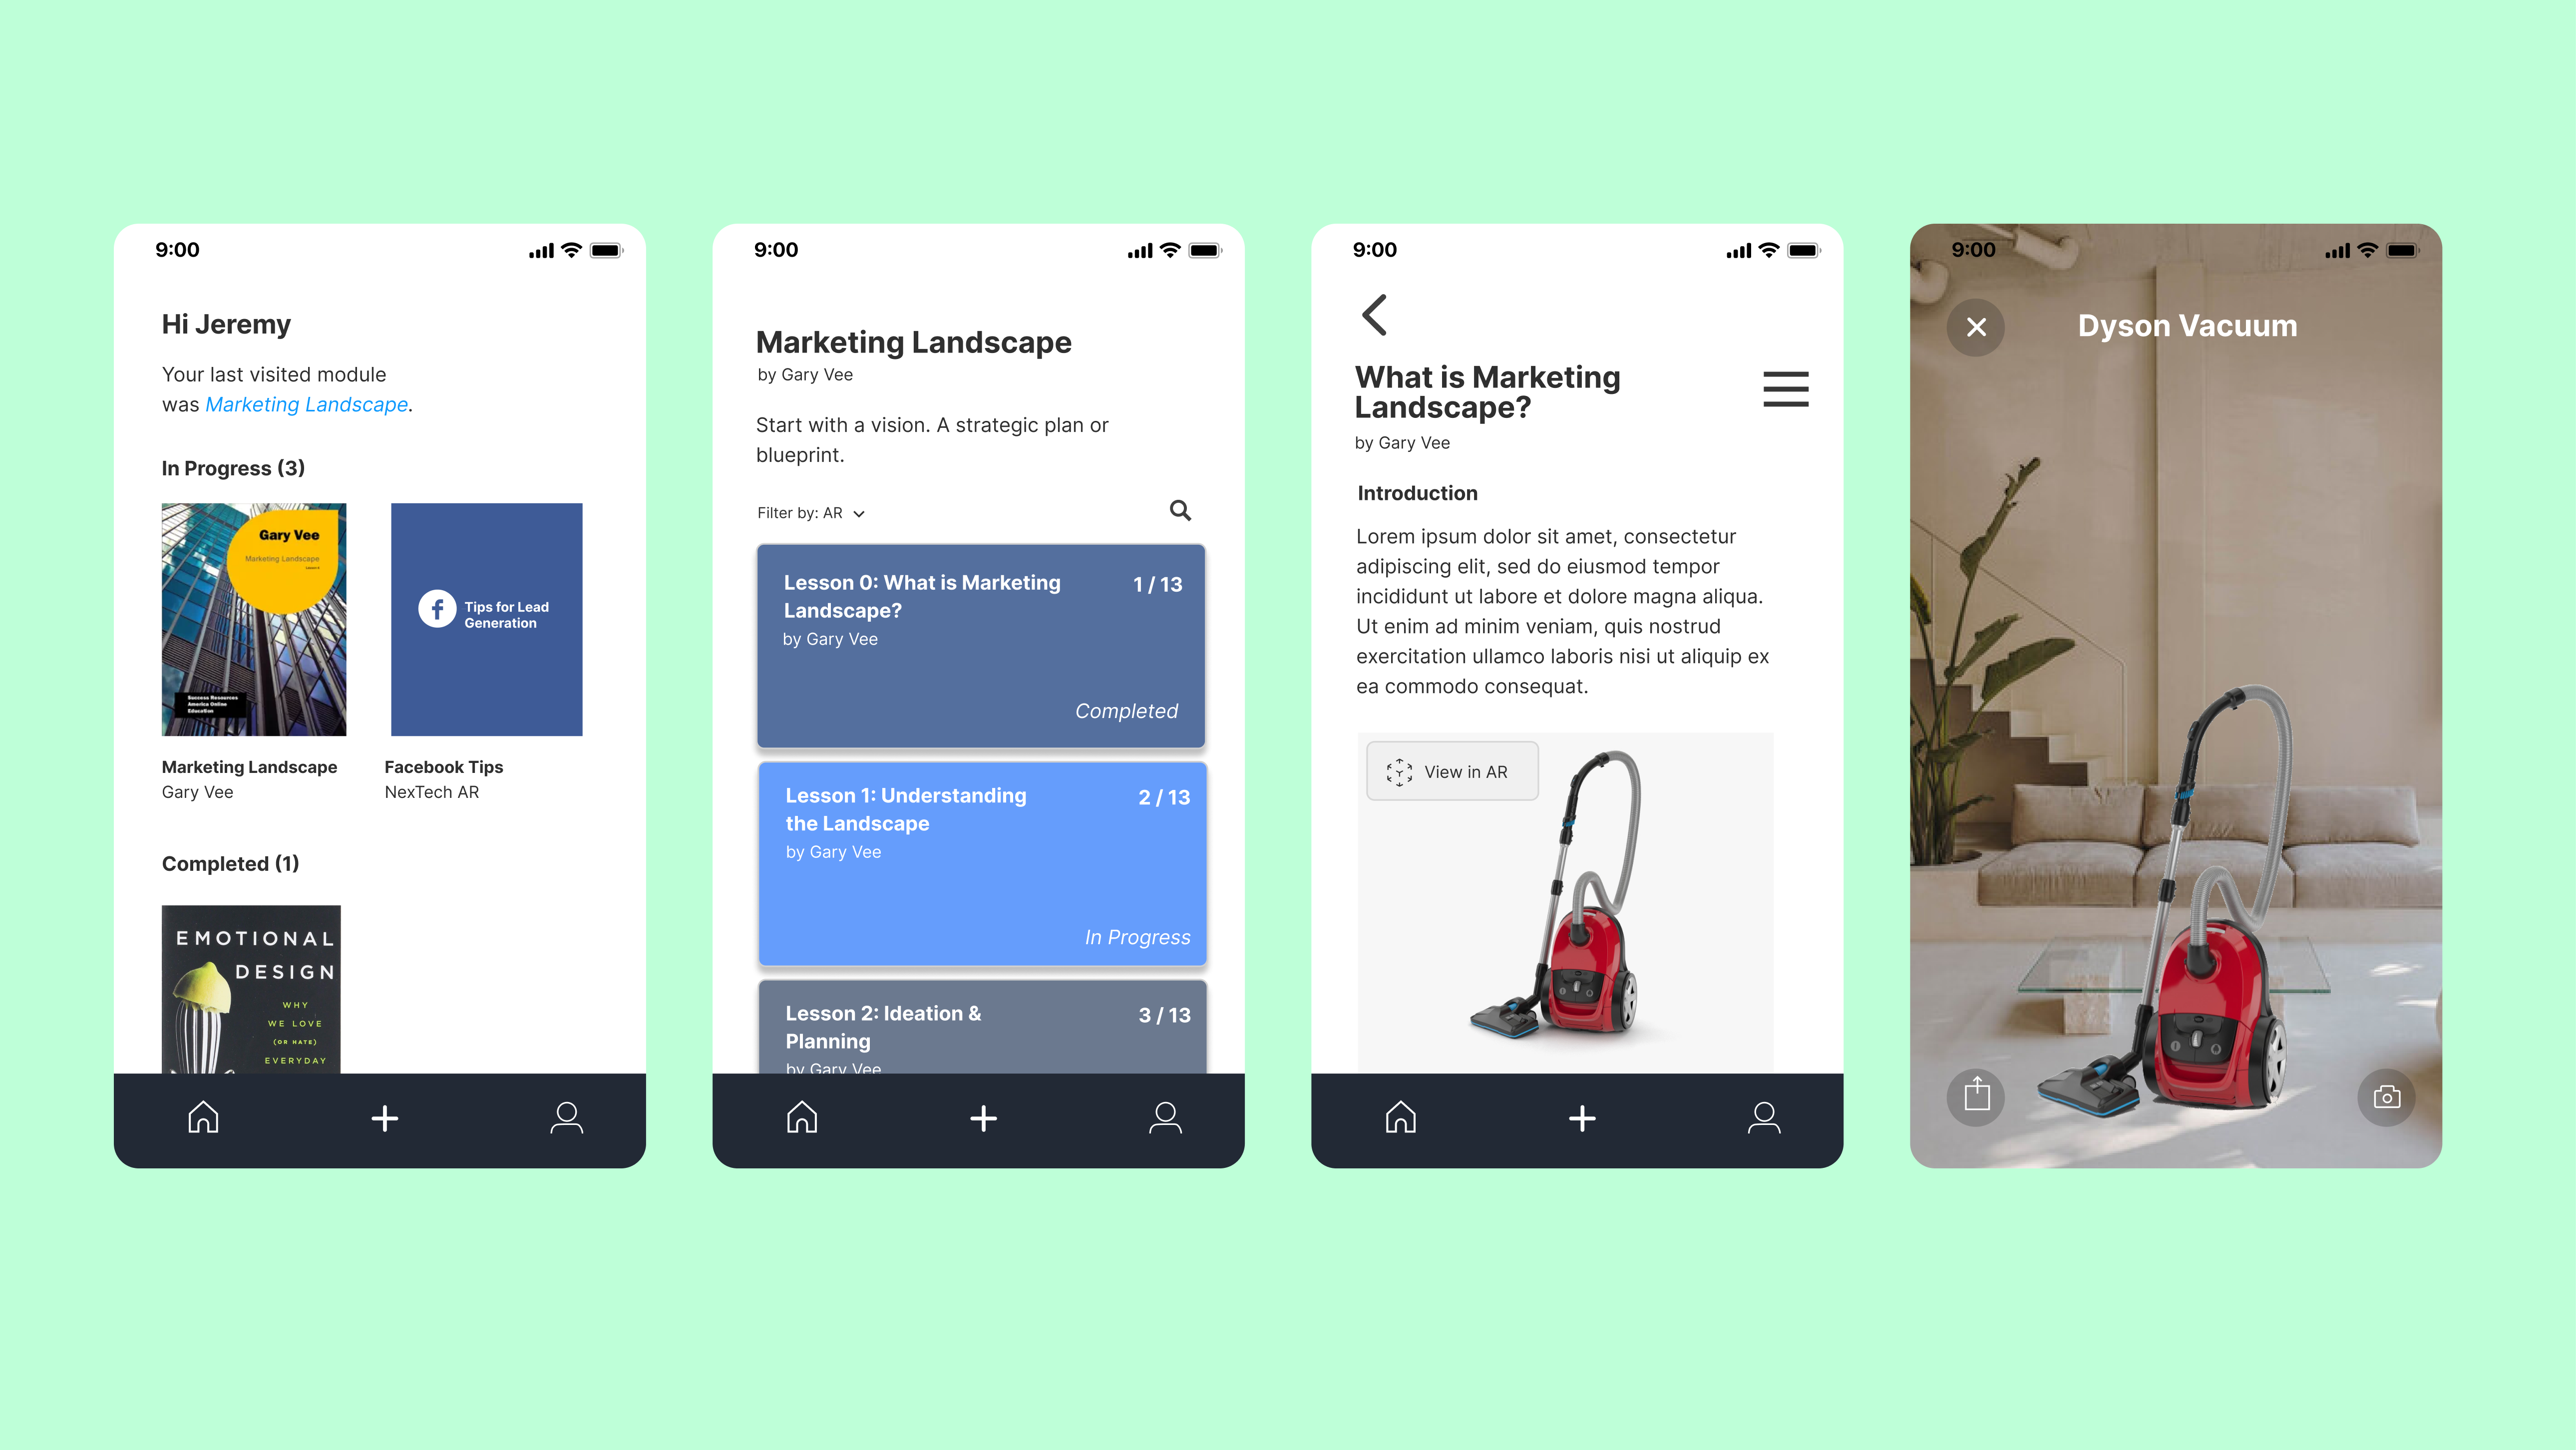 9:00
Hi Jeremy
Your last visited module
was Marketing Landscape.
In Progress (3)
Gary Vee
Marketing Landscape
Success Resources
America Online
Education
f
Tips for Lead
Generation
Marketing Landscape
Gary Vee
Facebook Tips
NexTech AR
Completed (1)
EMOTIONAL
DESIGN
WHY
WE LOVE
(OR HATE)
EVERYDAY
9:00
Marketing Landscape
by Gary Vee
Start with a vision. A strategic plan or
blueprint.
Filter by: AR
Lesson 0: What is Marketing
Landscape?
1 / 13
by Gary Vee
Completed
Lesson 1: Understanding
the Landscape
2 / 13
by Gary Vee
In Progress
Lesson 2: Ideation &
Planning
3 / 13
by Gary Vee
9:00
What is Marketing
Landscape?
by Gary Vee
Introduction
Lorem ipsum dolor sit amet, consectetur
adipiscing elit, sed do eiusmod tempor
incididunt ut labore et dolore magna aliqua.
Ut enim ad minim veniam, quis nostrud
exercitation ullamco laboris nisi ut aliquip ex
ea commodo consequat.
View in AR
9:00
Dyson Vacuum